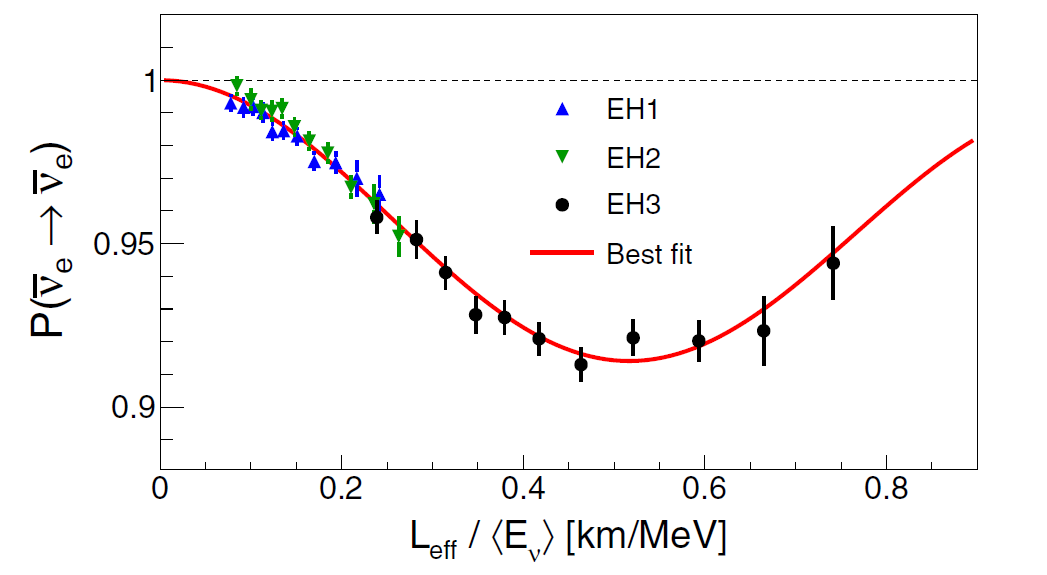 P(ν̅e → ν̅e)
1
0.95
0.9
EH1
EH2
EH3
Best fit
0 0.2 0.4 0.6 0.8
Leff / ⟨Eν⟩ [km/MeV]